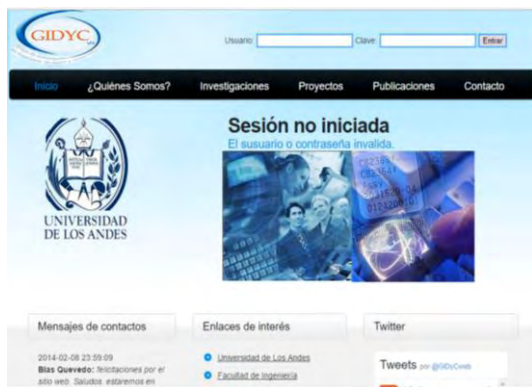 GIDYC
Usuario: Clave: Entrar
Inicio ¿Quiénes Somos? Investigaciones Proyectos Publicaciones Contacto
Sesión no iniciada
El susuario o contraseña invalida.
UNIVERSIDAD
DE LOS ANDES
Mensajes de contactos
2014-02-08 23:59:09
Blas Quevedo: felicitaciones por el
sitio web. Saludos. estaremos en
Enlaces de interés
Universidad de Los Andes
Facultad de Ingeniería
Twitter
Tweets por @GIDyCweb